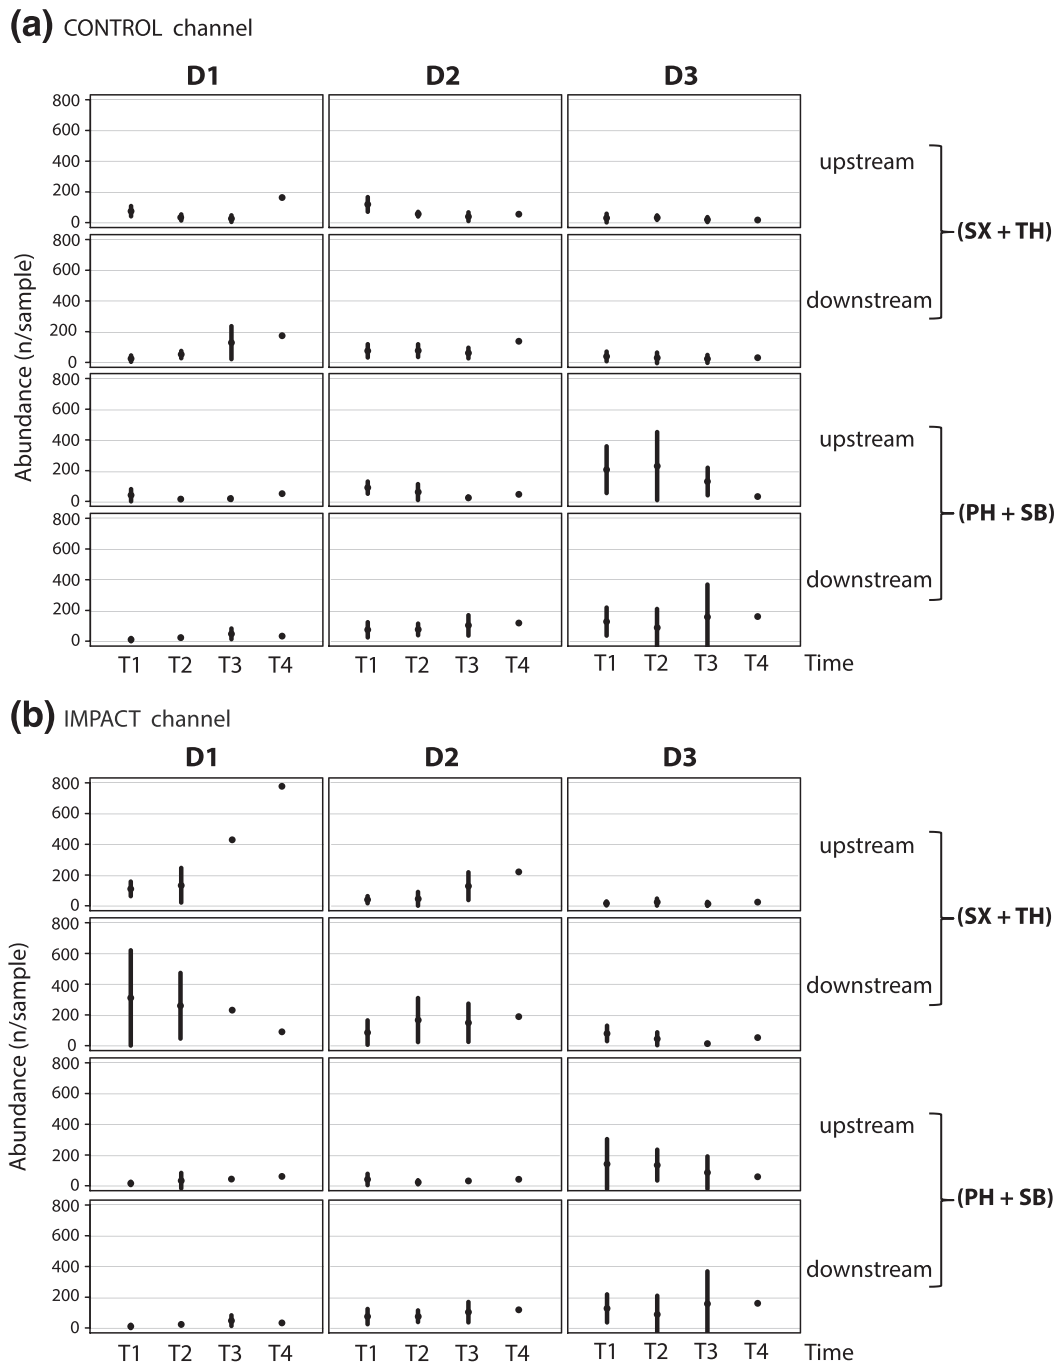 (a) CONTROL channel
D1 D2 D3
800
600
400
200
0
upstream
800
600
400
200
0
downstream
(SX + TH)
800
600
400
200
0
upstream
800
600
400
200
0
downstream
(PH + SB)
Abundance (n/sample)
T1 T2 T3 T4 T1 T2 T3 T4 T1 T2 T3 T4 Time
(b) IMPACT channel
D1 D2 D3
800
600
400
200
0
upstream
800
600
400
200
0
downstream
(SX + TH)
800
600
400
200
0
upstream
800
600
400
200
0
downstream
(PH + SB)
Abundance (n/sample)
T1 T2 T3 T4 T1 T2 T3 T4 T1 T2 T3 T4 Time